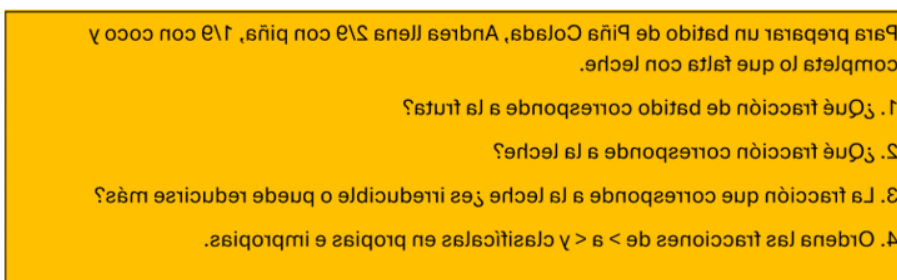 Para preparar un batido de Piña Colada, Andrea llena 2/9 con piña, 1/9 con coco y
completa lo que falta con leche.
1. ¿Qué fracción de batido corresponde a la fruta?
2. ¿Qué fracción corresponde a la leche?
3. La fracción que corresponde a la leche ¿es irreducible o puede reducirse más?
4. Ordena las fracciones de > a < y clasifícalas en propias e impropias.